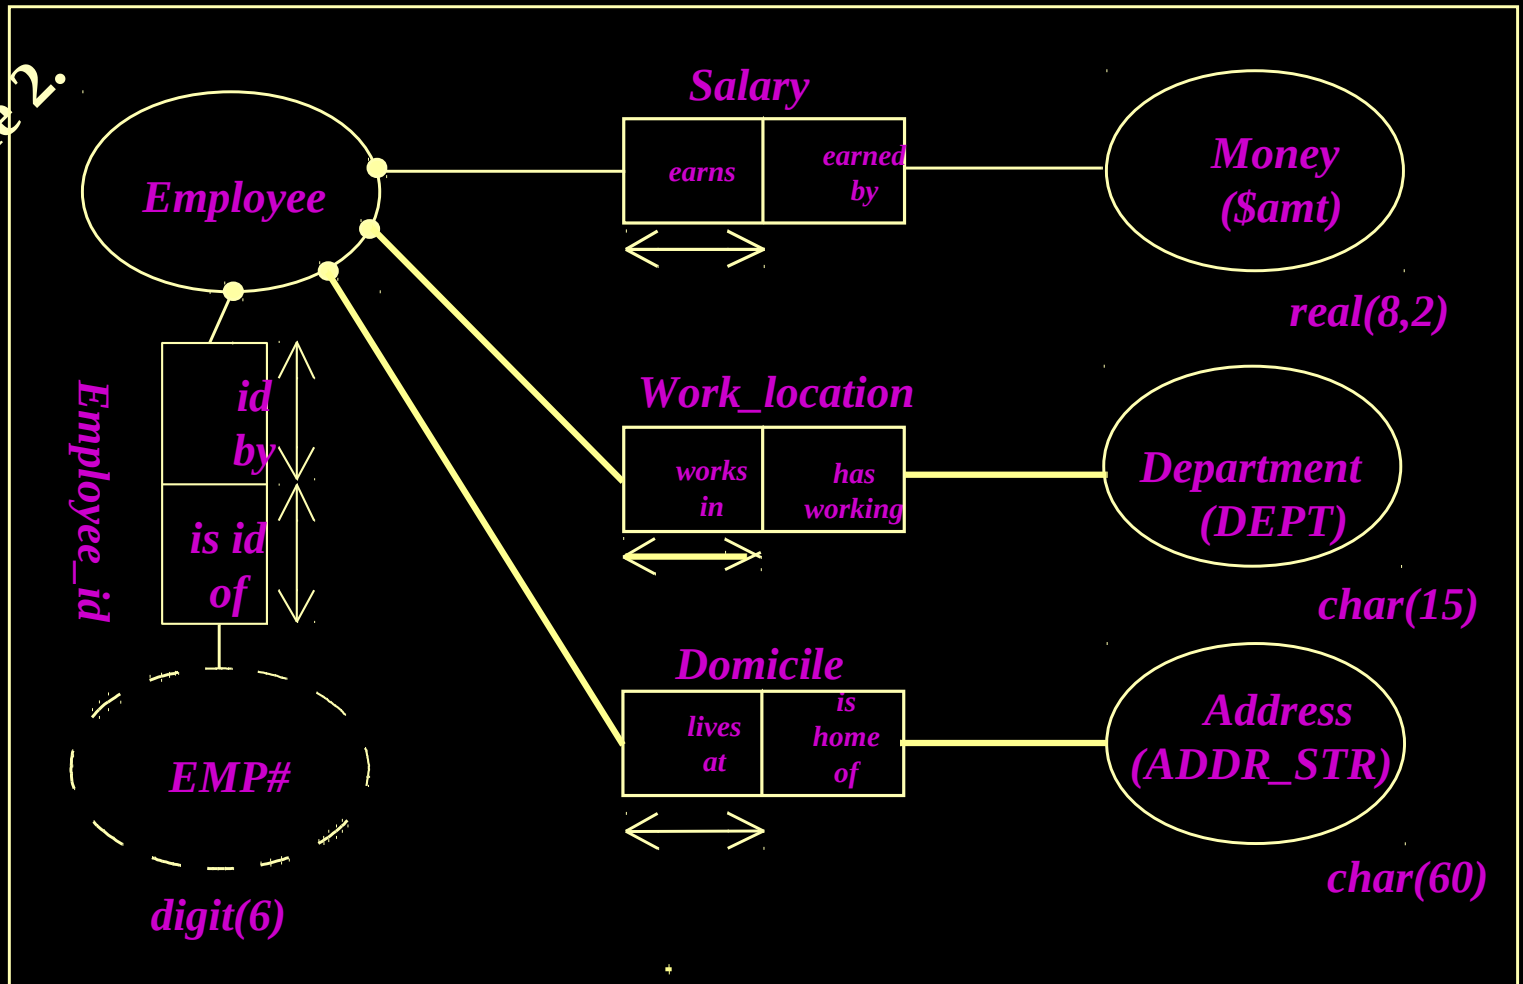 e 2.
Salary
Employee
earns
earned
by
Money
($amt)
real(8,2)
Employee_id
id
by
is id
of
Work_location
works
in
has
working
Department
(DEPT)
char(15)
Domicile
lives
at
is
home
of
Address
(ADDR_STR)
char(60)
EMP#
digit(6)